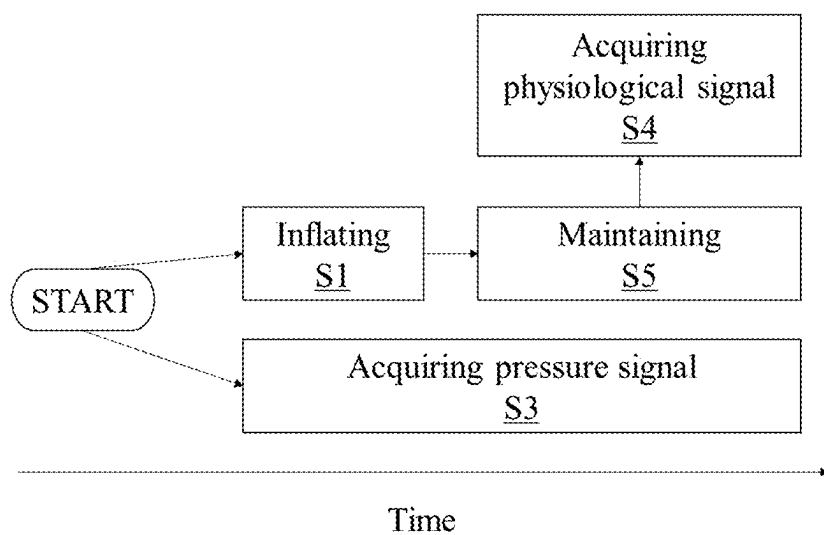 Acquiring
physiological signal
S4
Inflating
S1
Maintaining
S5
START
Acquiring pressure signal
S3
Time